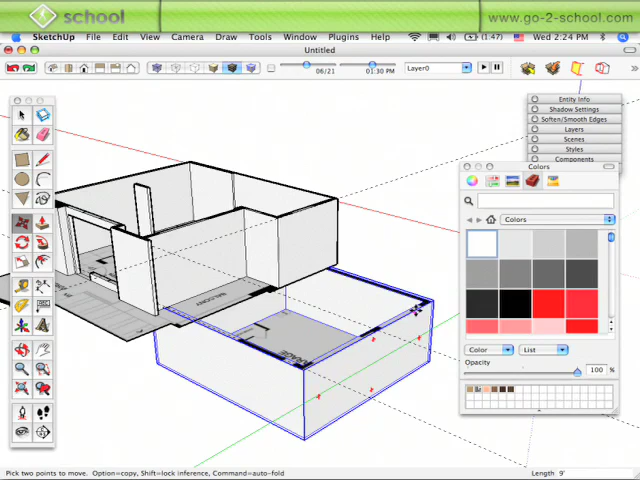 school
www.go-2-school.com
SketchUp File Edit View Camera Draw Tools Window Plugins Help (1:47) Wed 2:24 PM
Untitled
06/21 01:30 PM Layer0
Entity Info
Shadow Settings
Soften/Smooth Edges
Layers
Scenes
Styles
Components
Colors
Colors
BALCONY
Color List
Opacity
100 %
Pick two points to move. Option=copy, Shift=lock inference, Command=auto-fold
Length 9'